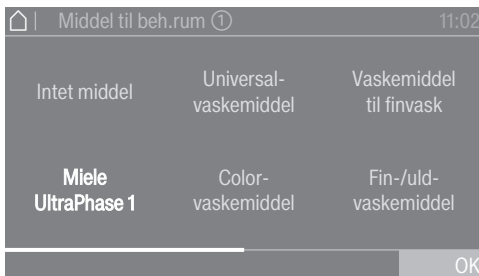 Middel til beh.rum ① 11:02
Intet middel
Universal-
vaskemiddel
Vaskemiddel
til finvask
Miele
UltraPhase 1
Color-
vaskemiddel
Fin-/uld-
vaskemiddel
OK